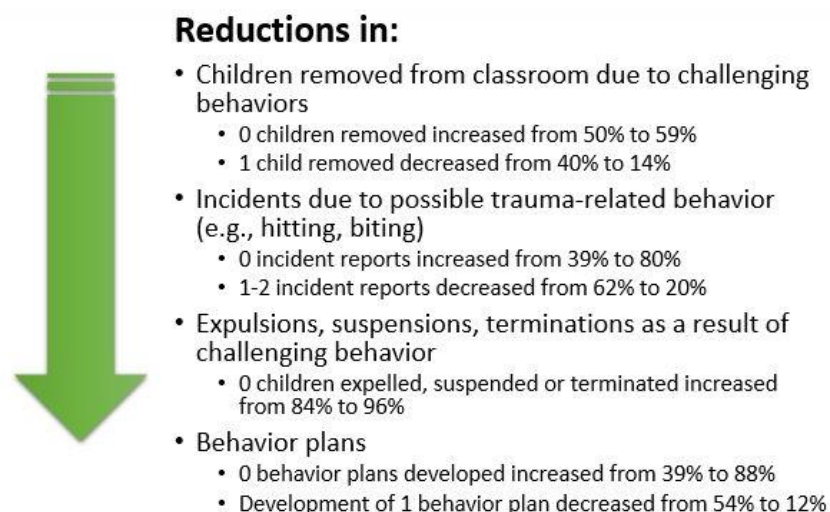 Reductions in:
• Children removed from classroom due to challenging
behaviors
• 0 children removed increased from 50% to 59%
• 1 child removed decreased from 40% to 14%
• Incidents due to possible trauma-related behavior
(e.g., hitting, biting)
• 0 incident reports increased from 39% to 80%
• 1-2 incident reports decreased from 62% to 20%
• Expulsions, suspensions, terminations as a result of
challenging behavior
• 0 children expelled, suspended or terminated increased
from 84% to 96%
• Behavior plans
• 0 behavior plans developed increased from 39% to 88%
• Development of 1 behavior plan decreased from 54% to 12%